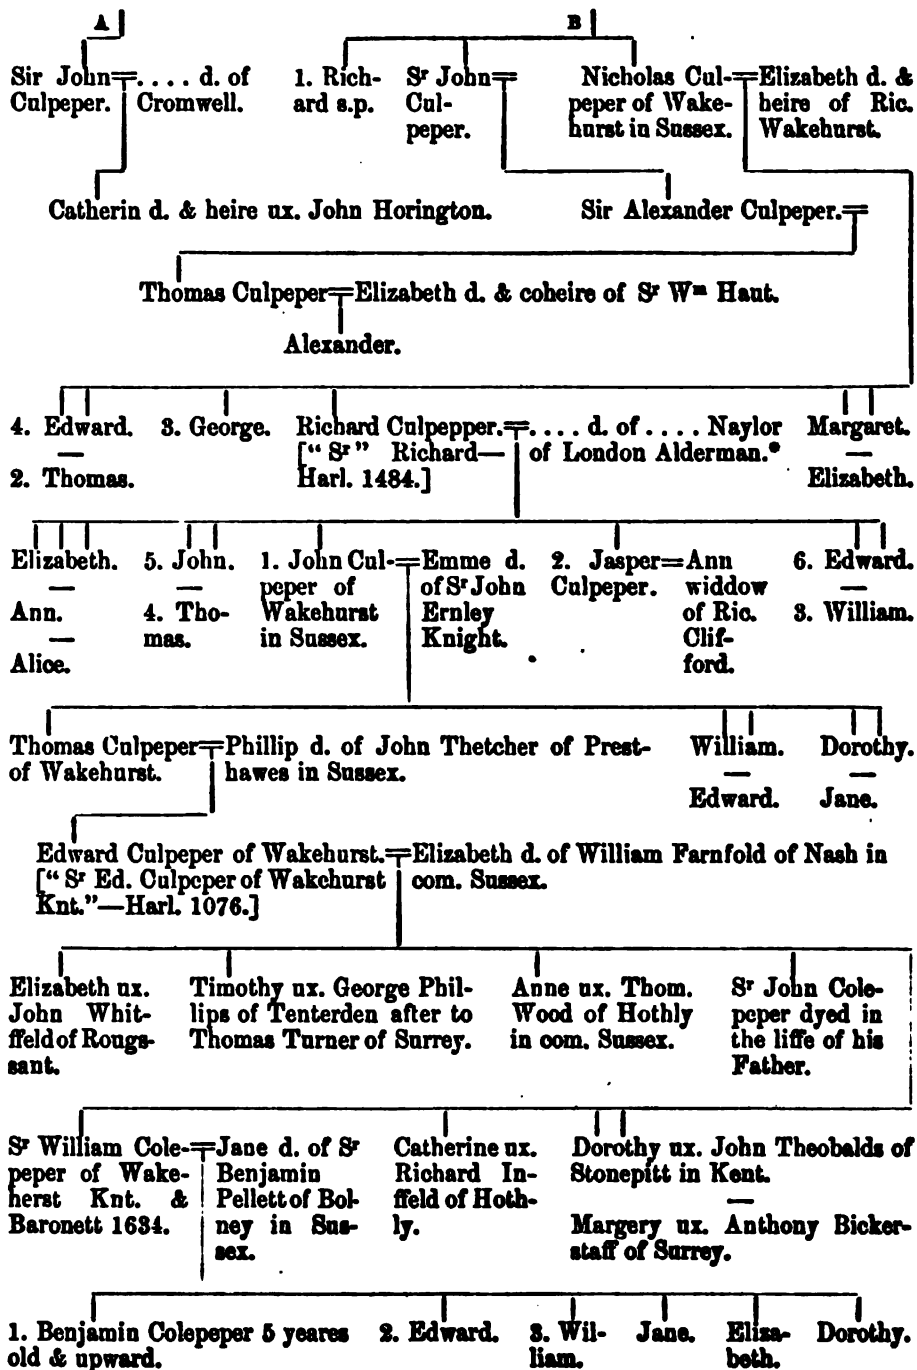 A B
Sir John=. . . . d. of
Culpeper. Cromwell.
1. Rich-
ard s.p.
Sr John=
Cul-
peper.
Nicholas Cul-=Elizabeth d. &
peper of Wake- heire of Ric.
hurst in Sussex. Wakehurst.
Catherin d. & heire ux. John Horington.
Sir Alexander Culpeper.=
Thomas Culpeper=Elizabeth d. & coheire of Sr Wm Haut.
Alexander.
4. Edward.
—
2. Thomas.
3. George.
Richard Culpepper.=. . . . d. of . . . . Naylor
["Sr" Richard— of London Alderman.*
Harl. 1484.]
Margaret.
—
Elizabeth.
Elizabeth.
—
Ann.
—
Alice.
5. John.
—
4. Tho-
mas.
1. John Cul-=Emme d.
peper of of Sr John
Wakehurst Ernley
in Sussex. Knight.
2. Jasper=Ann
Culpeper. widdow
of Ric.
Clif-
ford.
6. Edward.
—
3. William.
Thomas Culpeper=Phillip d. of John Thetcher of Prest-
of Wakehurst. hawes in Sussex.
William.
—
Edward.
Dorothy.
—
Jane.
Edward Culpeper of Wakehurst.=Elizabeth d. of William Farnfold of Nash in
["Sr Ed. Culpeper of Wakehurst com. Sussex.
Knt."—Harl. 1076.]
Elizabeth ux.
John Whit-
ffeld of Rougs-
sant.
Timothy ux. George Phil-
lips of Tenterden after to
Thomas Turner of Surrey.
Anne ux. Thom.
Wood of Hothly
in com. Sussex.
Sr John Cole-
peper dyed in
the liffe of his
Father.
Sr William Cole-=Jane d. of Sr
peper of Wake- Benjamin
herst Knt. & Pellett of Bol-
Baronett 1634. ney in Sus-
sex.
Catherine ux.
Richard In-
ffeld of Hoth-
ly.
Dorothy ux. John Theobalds of
Stonepitt in Kent.
—
Margery ux. Anthony Bicker-
staff of Surrey.
1. Benjamin Colepeper 5 yeares
old & upward.
2. Edward.
3. Wil-
liam.
Jane.
Eliza-
beth.
Dorothy.